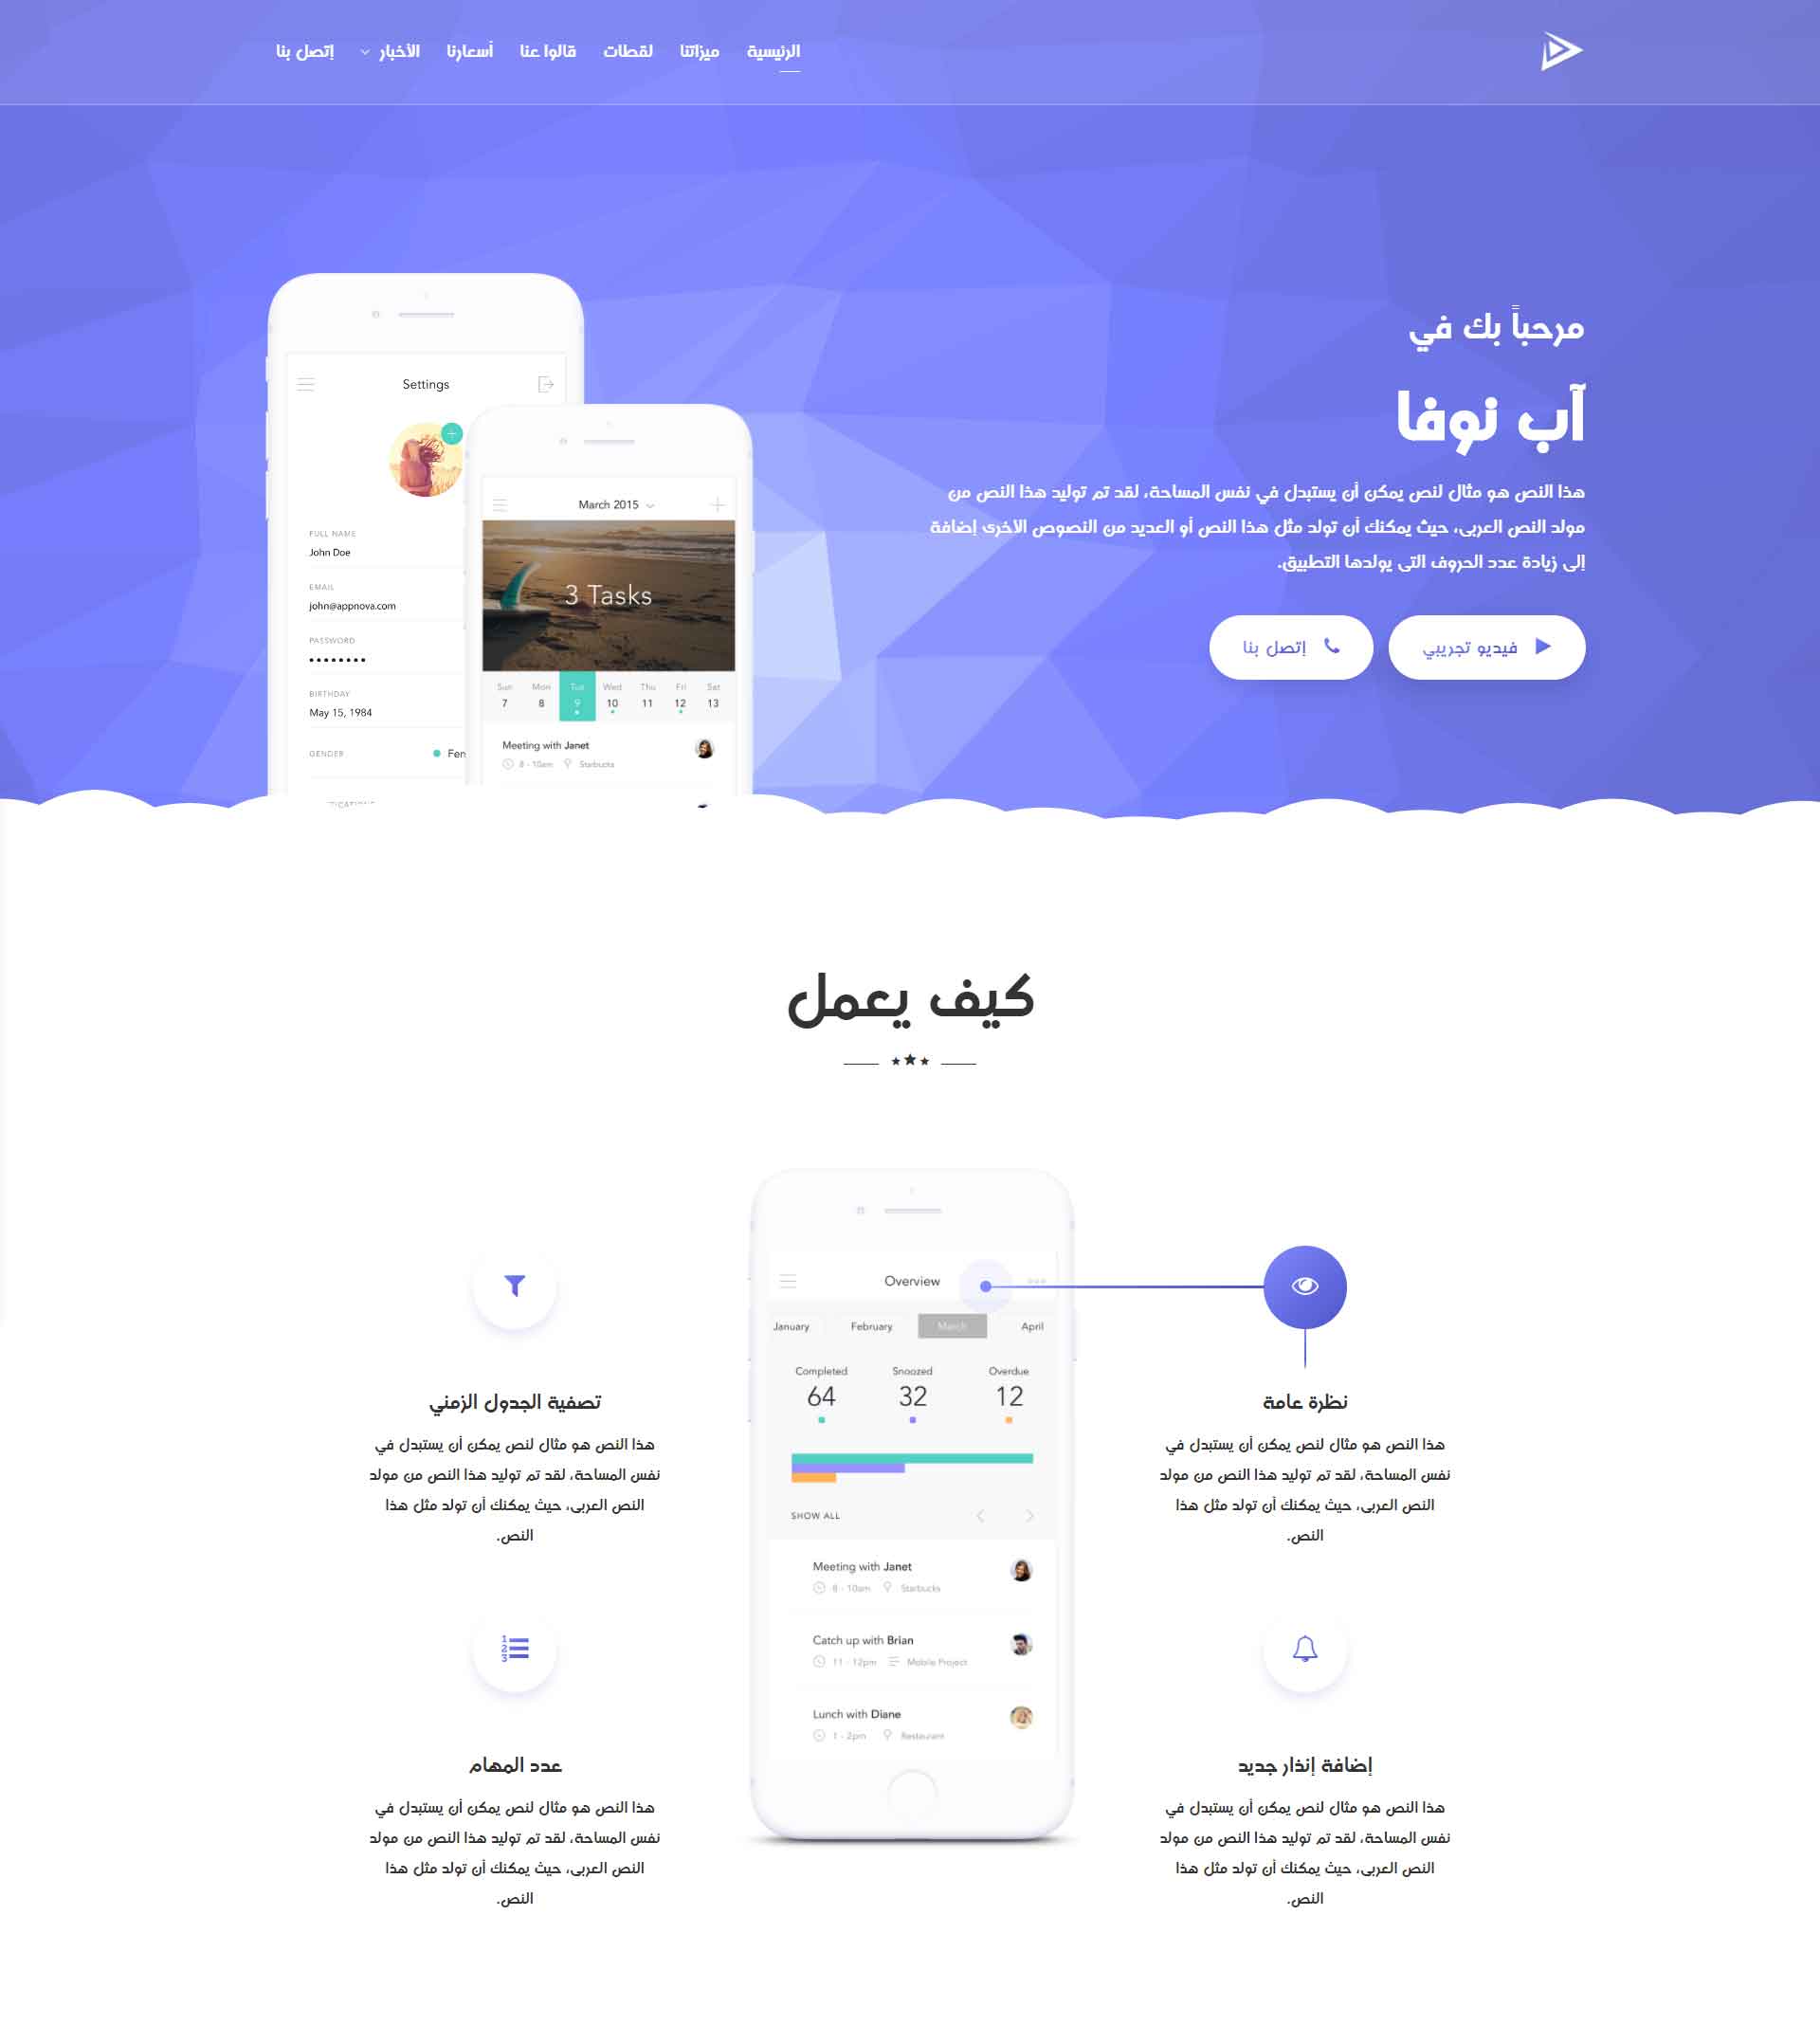 الرئيسية
ميزاتنا
لقطات
قالوا عنا
أسعارنا
الأخبار
إتصل بنا
مرحباً بك في
آب نوفا
هذا النص هو مثال لنص يمكن أن يستبدل في نفس المساحة، لقد تم توليد هذا النص من
مولد النص العربى، حيث يمكنك أن تولد مثل هذا النص أو العديد من النصوص الأخرى إضافة
إلى زيادة عدد الحروف التى يولدها التطبيق.
فيديو تجريبي
إتصل بنا
Settings
FULL NAME
John Doe
EMAIL
john@appnova.com
PASSWORD
BIRTHDAY
May 15, 1984
GENDER
Fem
March 2015
3 Tasks
Sun Mon Tue Wed Thu Fri Sat
7 8 9 10 11 12 13
Meeting with Janet
8 - 10am Starbucks
كيف يعمل
نظرة عامة
هذا النص هو مثال لنص يمكن أن يستبدل في
نفس المساحة، لقد تم توليد هذا النص من مولد
النص العربى، حيث يمكنك أن تولد مثل هذا
النص.
إضافة إنذار جديد
هذا النص هو مثال لنص يمكن أن يستبدل في
نفس المساحة، لقد تم توليد هذا النص من مولد
النص العربى، حيث يمكنك أن تولد مثل هذا
النص.
Overview
January February March April
Completed Snoozed Overdue
64 32 12
SHOW ALL
Meeting with Janet
8 - 10am Starbucks
Catch up with Brian
11 - 12pm Mobile Project
Lunch with Diane
1 - 2pm Restaurant
تصفية الجدول الزمني
هذا النص هو مثال لنص يمكن أن يستبدل في
نفس المساحة، لقد تم توليد هذا النص من مولد
النص العربى، حيث يمكنك أن تولد مثل هذا
النص.
1
2
3
عدد المهام
هذا النص هو مثال لنص يمكن أن يستبدل في
نفس المساحة، لقد تم توليد هذا النص من مولد
النص العربى، حيث يمكنك أن تولد مثل هذا
النص.